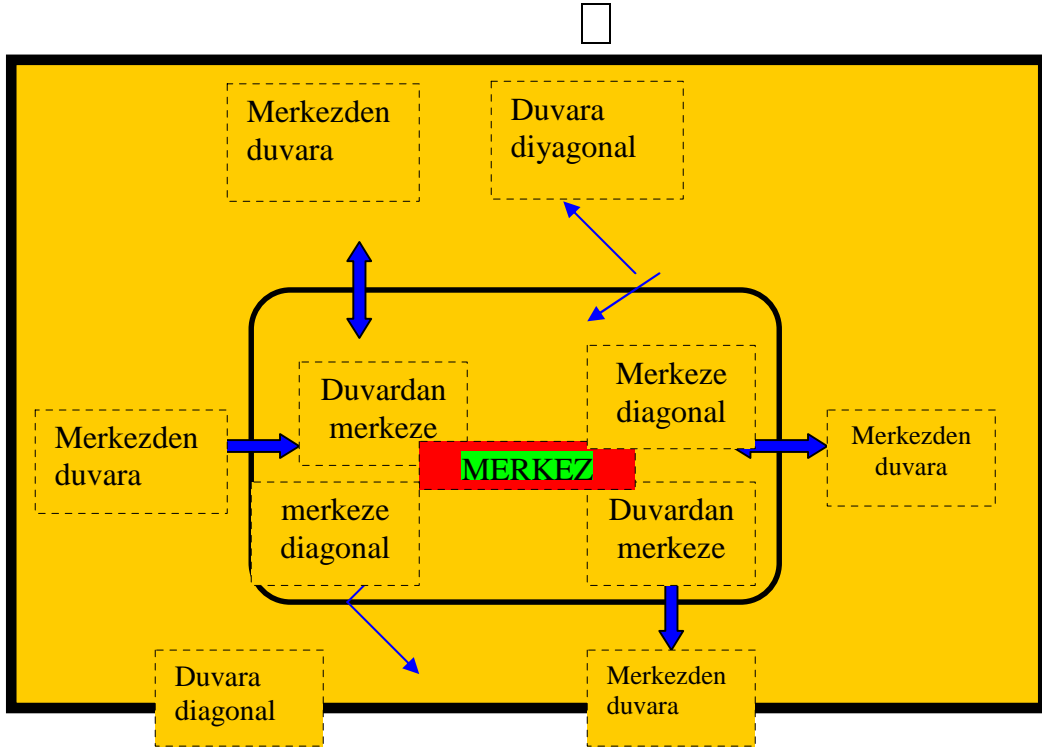 Merkezden
duvara
Duvara
diyagonal
Duvardan
merkeze
Merkeze
diagonal
Merkezden
duvara
MERKEZ
Merkezden
duvara
merkeze
diagonal
Duvardan
merkeze
Duvara
diagonal
Merkezden
duvara